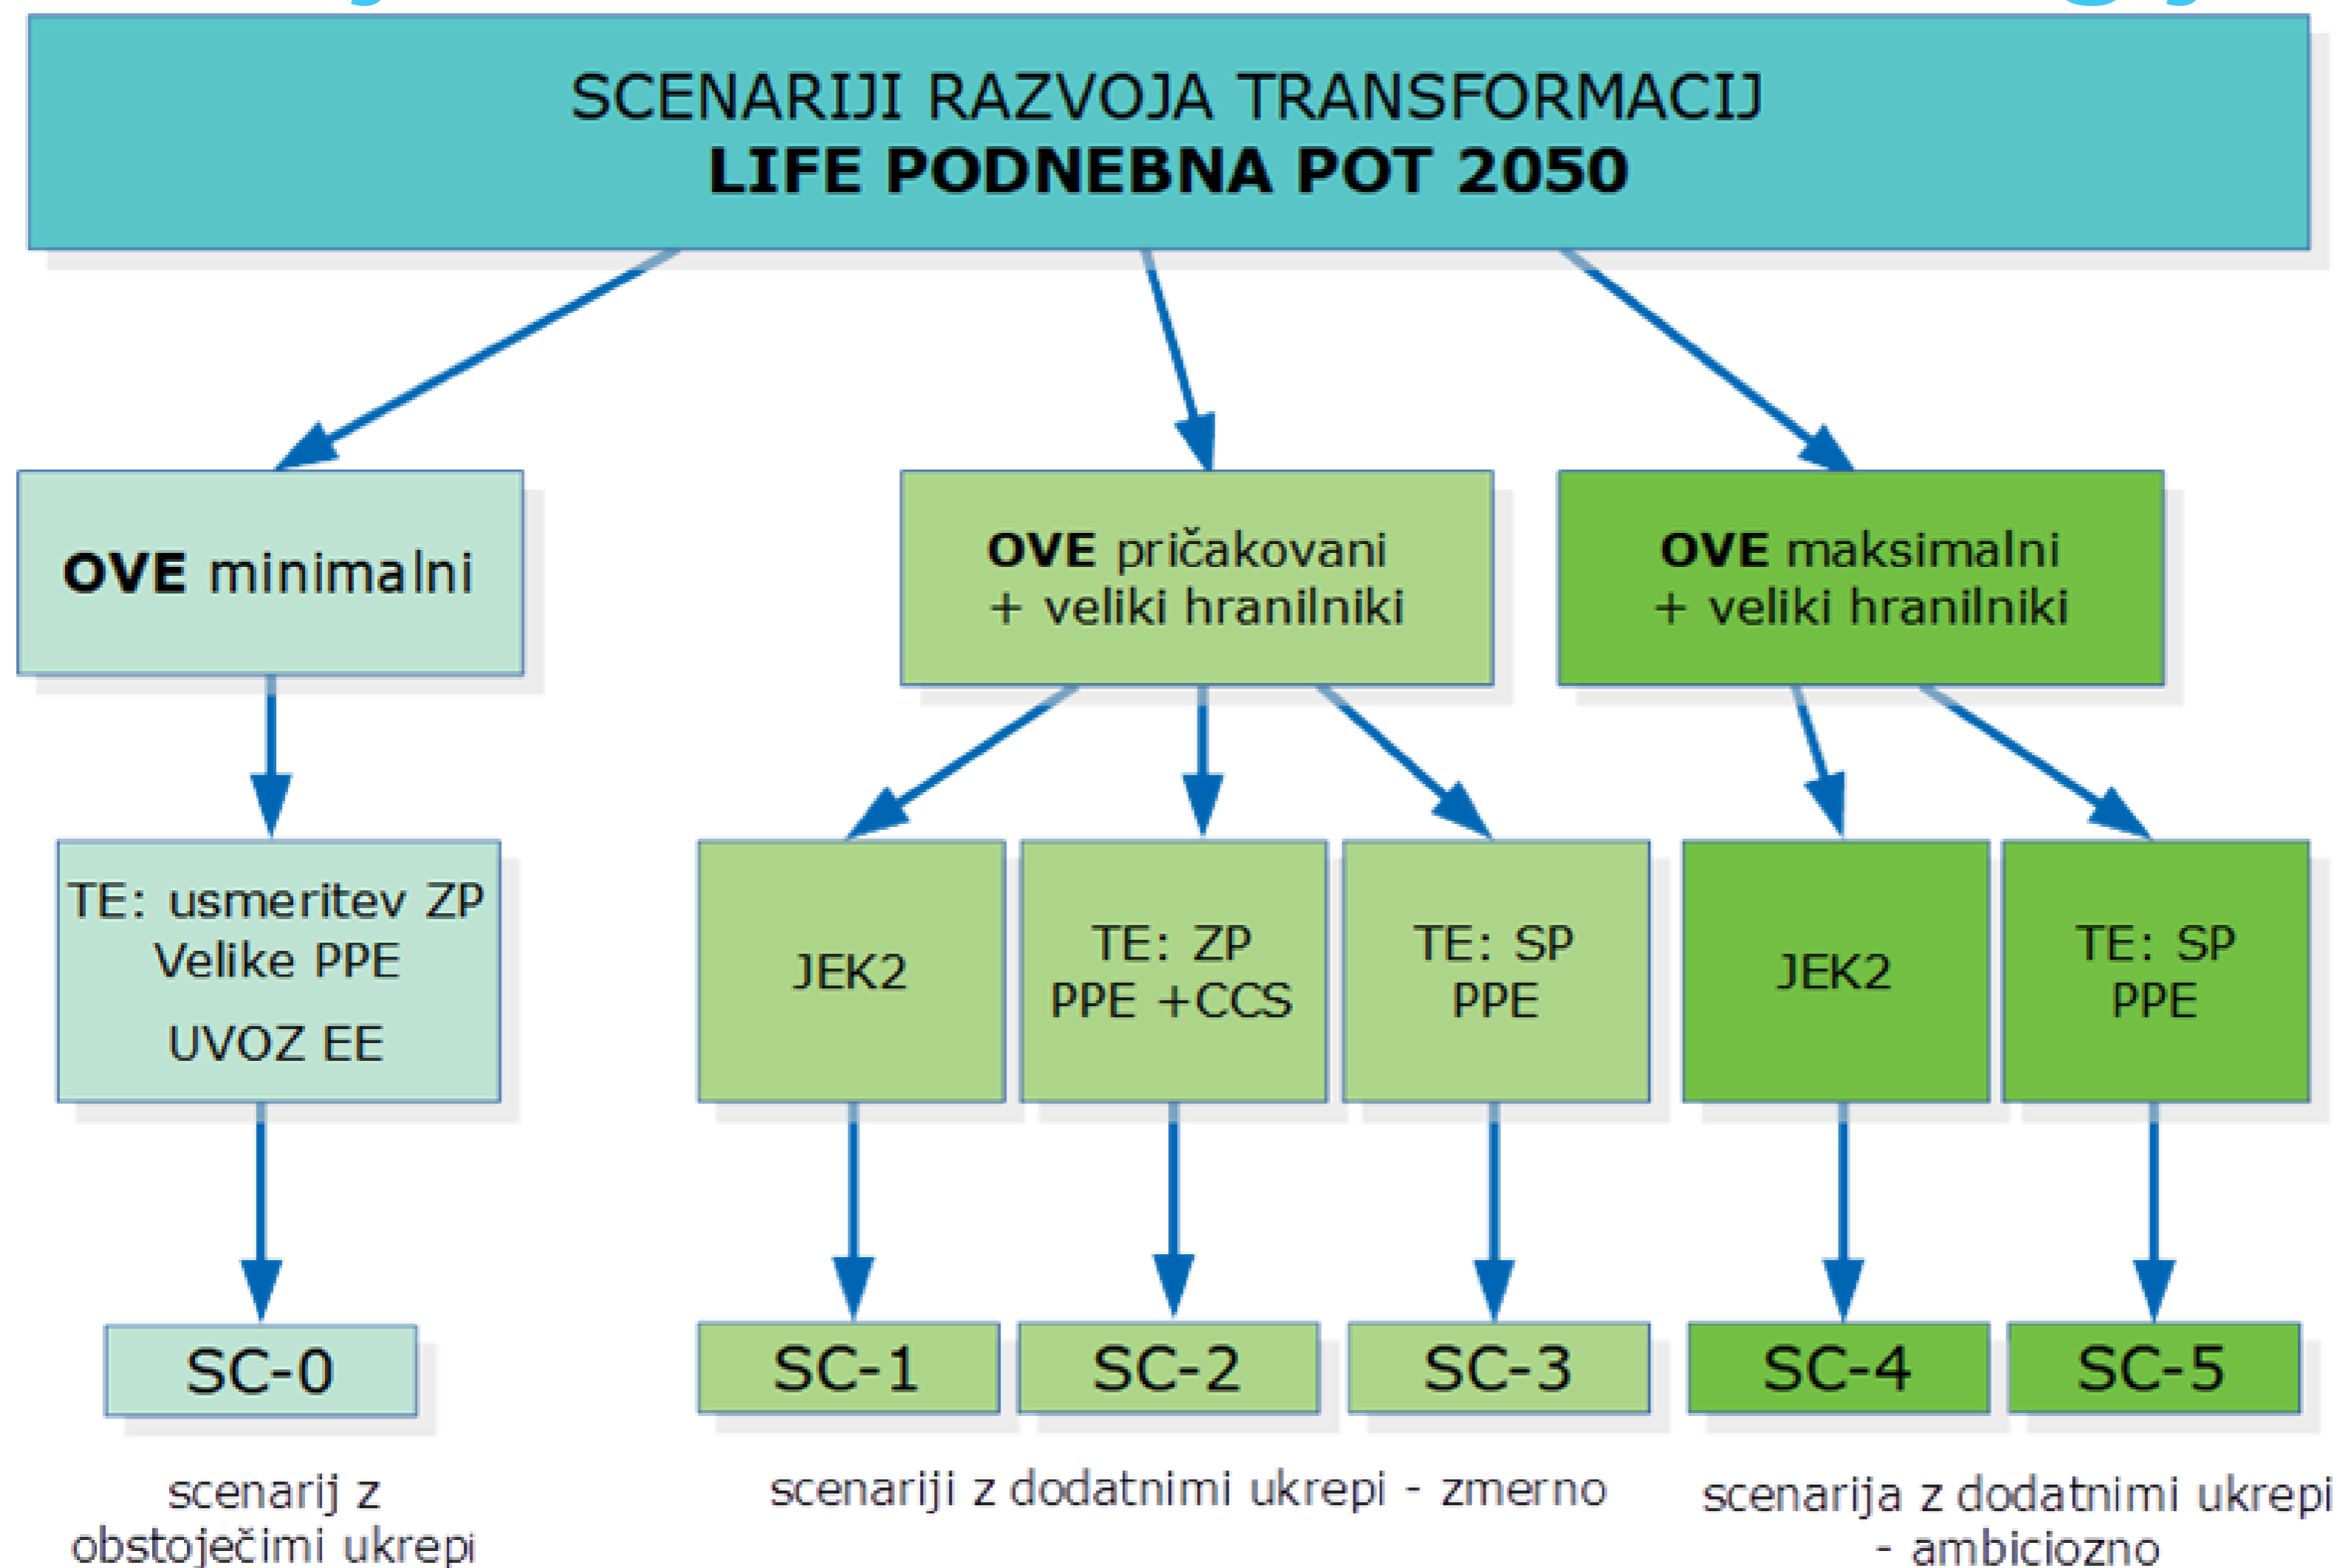 SCENARIJI RAZVOJA TRANSFORMACIJ
LIFE PODNEBNA POT 2050
OVE minimalni
OVE pričakovani
+ veliki hranilniki
OVE maksimalni
+ veliki hranilniki
TE: usmeritev ZP
Velike PPE
UVOZ EE
JEK2
TE: ZP
PPE +CCS
TE: SP
PPE
JEK2
TE: SP
PPE
SC-0
SC-1
SC-2
SC-3
SC-4
SC-5
scenarij z
obstoječimi ukrepi
scenariji z dodatnimi ukrepi - zmerno
scenarija z dodatnimi ukrepi
- ambiciozno